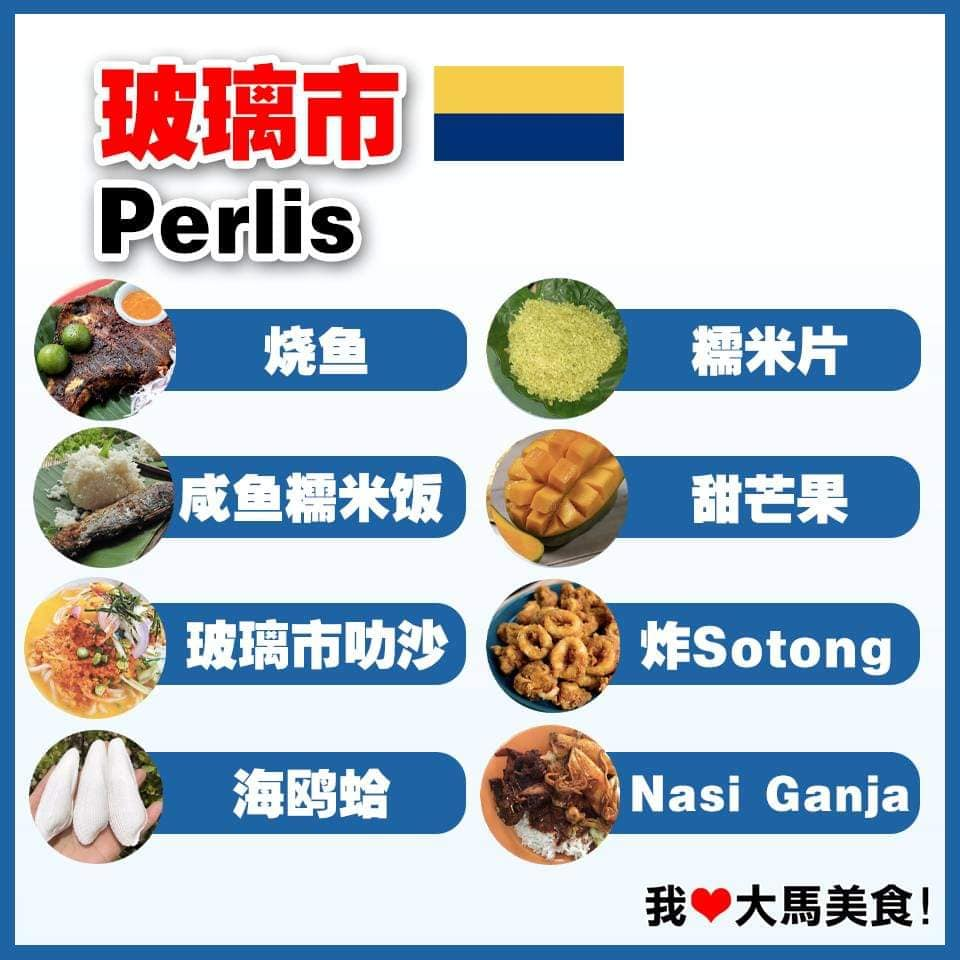 玻璃市
Perlis
烧鱼
糯米片
咸鱼糯米饭
甜芒果
玻璃市叻沙
炸Sotong
海鸥蛤
Nasi Ganja
我❤大馬美食!